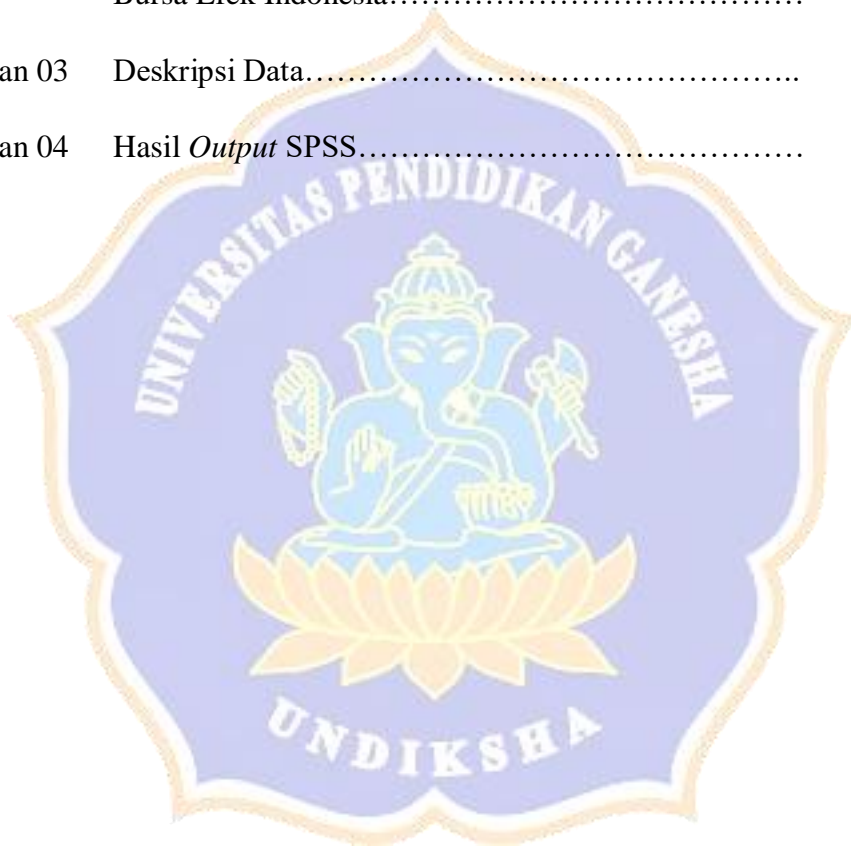 Bursa Efek Indonesia……………………………………
an 03 Deskripsi Data…………………………………………..
an 04 Hasil Output SPSS……………………………………
UNIVERSITAS PENDIDIKAN GANESHA
UNDIKSHA